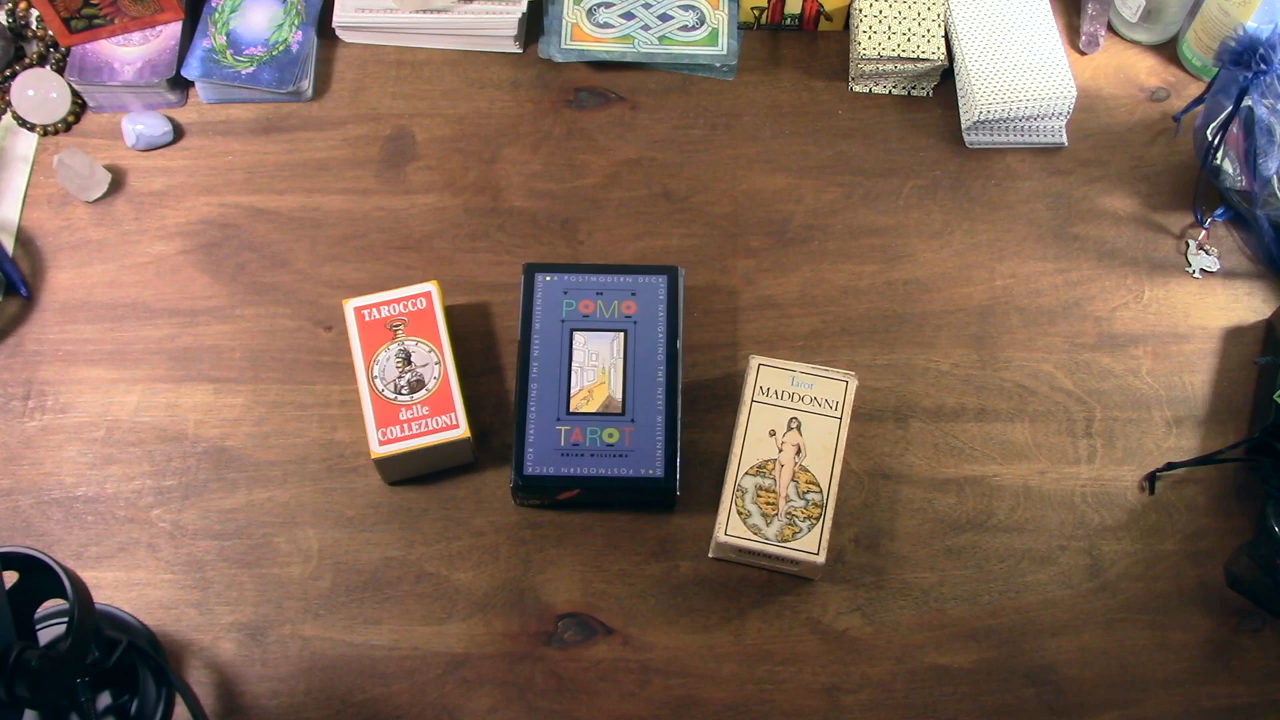 TAROCCO
delle
COLLEZIONI
A POSTMODERN DECK
FOR NAVIGATING THE NEXT MILLENNIUM
POMO
TAROT
BRIAN WILLIAMS
FOR NAVIGATING THE NEXT MILLENNIUM
A POSTMODERN DECK
Tarot
MADDONNI
GRIMAUD